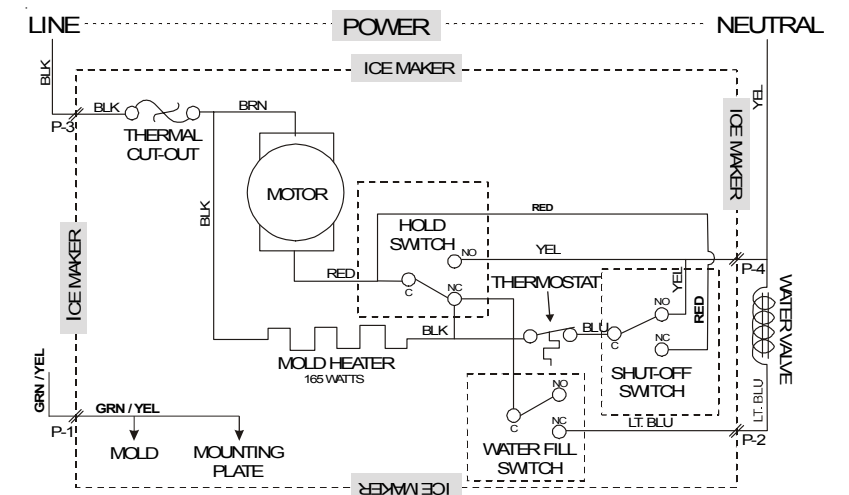 LINE
POWER
NEUTRAL
ICE MAKER
BLK
YEL
BLK
BRN
P-3
THERMAL
CUT-OUT
ICE MAKER
MOTOR
BLK
HOLD
SWITCH
RED
NO
YEL
YEL
P-4
RED
C
NC
THERMOSTAT
NO
RED
ICE MAKER
BLK
BLU
C
NC
WATER VALVE
MOLD HEATER
165 WATTS
SHUT-OFF
SWITCH
GRN / YEL
GRN / YEL
NO
LT. BLU
P-1
C
NC
LT. BLU
P-2
MOLD
MOUNTING
PLATE
WATER FILL
SWITCH
ICE MAKER